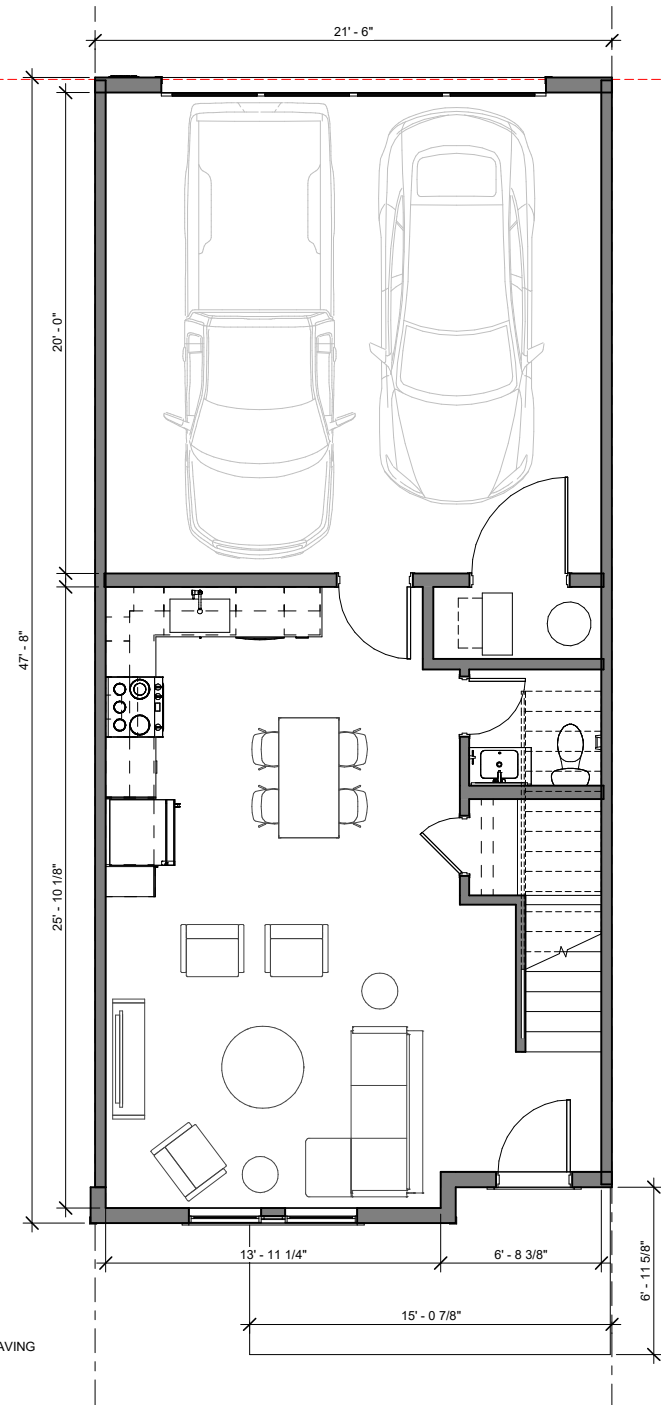 21' - 6"
20' - 0"
47' - 8"
25' - 10 1/8"
13' - 11 1/4"
6' - 8 3/8"
6' - 11 5/8"
15' - 0 7/8"
AVING